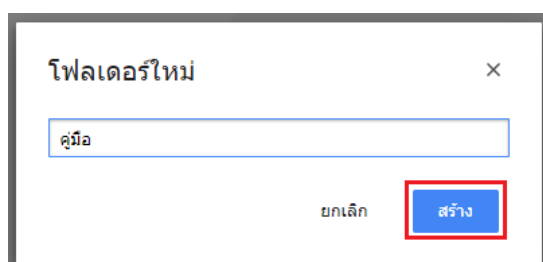 โฟลเดอร์ใหม่
คู่มือ
ยกเลิก สร้าง